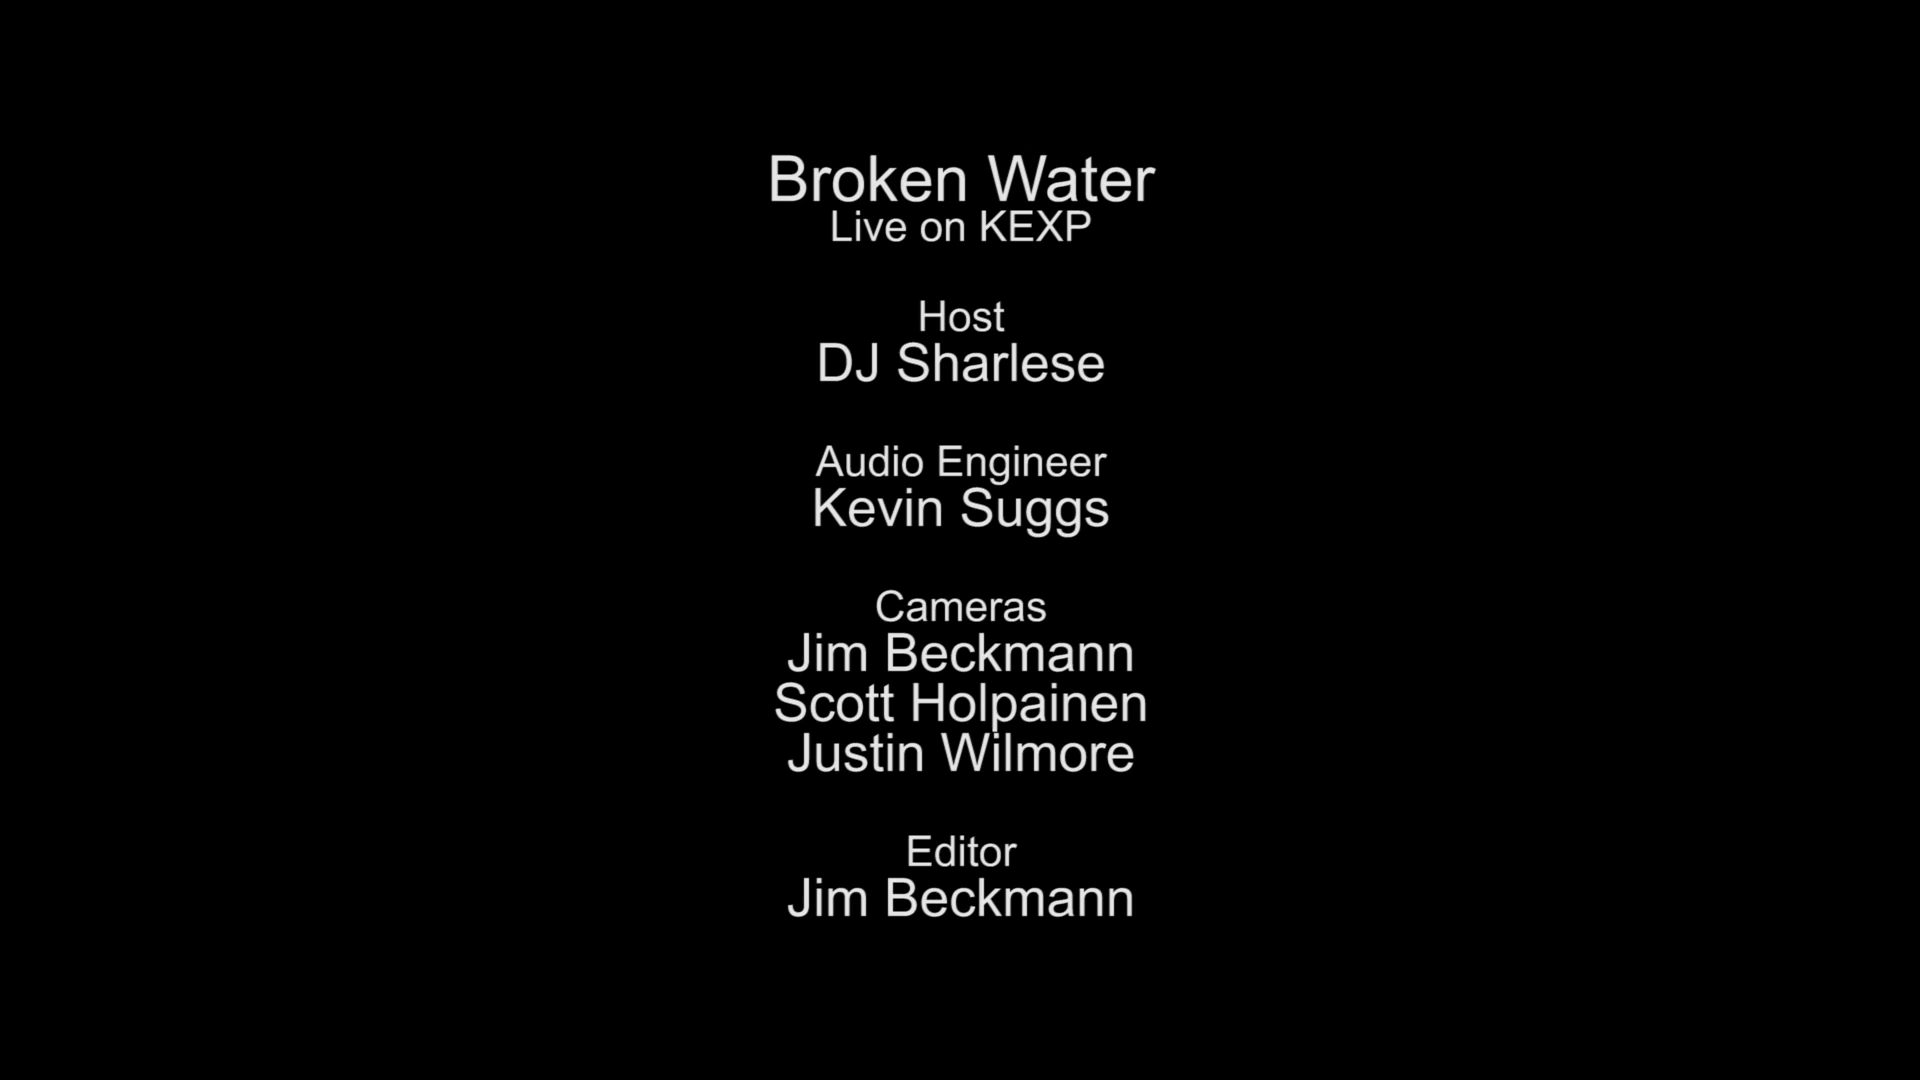 Broken Water
Live on KEXP
Host
DJ Sharlese
Audio Engineer
Kevin Suggs
Cameras
Jim Beckmann
Scott Holpainen
Justin Wilmore
Editor
Jim Beckmann